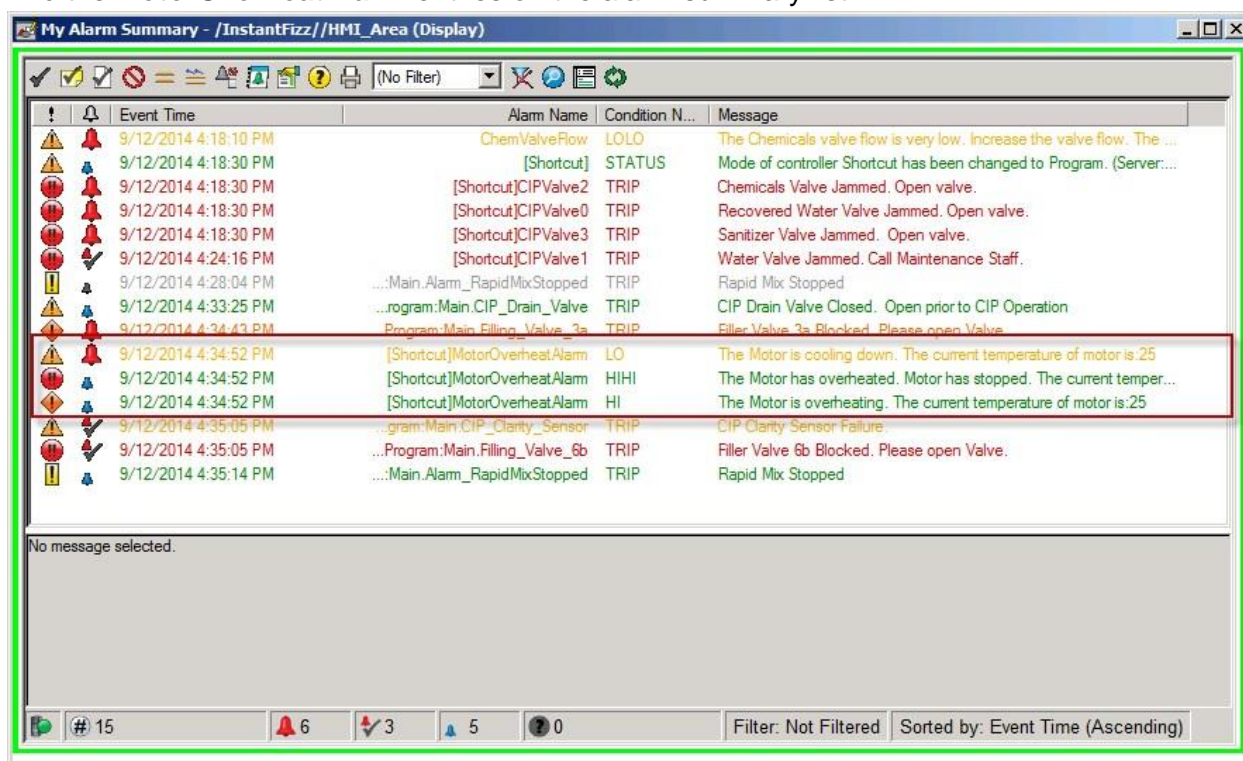 My Alarm Summary - /InstantFizz//HMI_Area (Display)
(No Filter)
! Event Time Alarm Name Condition N... Message
9/12/2014 4:18:10 PM ChemValveFlow LOLO The Chemicals valve flow is very low. Increase the valve flow. The ...
9/12/2014 4:18:30 PM [Shortcut] STATUS Mode of controller Shortcut has been changed to Program. (Server:...
9/12/2014 4:18:30 PM [Shortcut]CIPValve2 TRIP Chemicals Valve Jammed. Open valve.
9/12/2014 4:18:30 PM [Shortcut]CIPValve0 TRIP Recovered Water Valve Jammed. Open valve.
9/12/2014 4:18:30 PM [Shortcut]CIPValve3 TRIP Sanitizer Valve Jammed. Open valve.
9/12/2014 4:24:16 PM [Shortcut]CIPValve1 TRIP Water Valve Jammed. Call Maintenance Staff.
9/12/2014 4:28:04 PM ...:Main.Alarm_RapidMixStopped TRIP Rapid Mix Stopped
9/12/2014 4:33:25 PM ...rogram:Main.CIP_Drain_Valve TRIP CIP Drain Valve Closed. Open prior to CIP Operation
9/12/2014 4:34:43 PM Program:Main.Filling_Valve_3a TRIP Filler Valve 3a Blocked. Please open Valve.
9/12/2014 4:34:52 PM [Shortcut]MotorOverheatAlarm LO The Motor is cooling down. The current temperature of motor is:25
9/12/2014 4:34:52 PM [Shortcut]MotorOverheatAlarm HIHI The Motor has overheated. Motor has stopped. The current temper...
9/12/2014 4:34:52 PM [Shortcut]MotorOverheatAlarm HI The Motor is overheating. The current temperature of motor is:25
9/12/2014 4:35:05 PM ...gram:Main.CIP_Clarity_Sensor TRIP CIP Clarity Sensor Failure.
9/12/2014 4:35:05 PM ...Program:Main.Filling_Valve_6b TRIP Filler Valve 6b Blocked. Please open Valve.
9/12/2014 4:35:14 PM ...:Main.Alarm_RapidMixStopped TRIP Rapid Mix Stopped
No message selected.
# 15 6 3 5 ? 0 Filter: Not Filtered Sorted by: Event Time (Ascending)